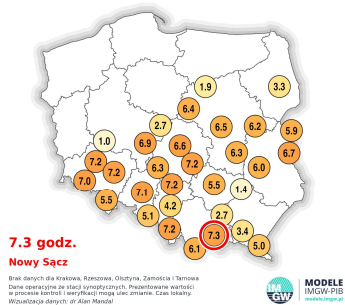 1.9
3.3
6.4
2.7
6.5
6.2
5.9
1.0
6.9
6.6
6.3
6.7
7.2
7.2
6.3
7.2
6.0
7.0
7.2
7.1
7.2
5.5
1.4
5.5
4.2
5.1
2.7
7.2
7.3
3.4
6.1
5.0
7.3 godz.
Nowy Sącz
Brak danych dla Krakowa, Rzeszowa, Olsztyna, Zamościa i Tarnowa
Dane operacyjne ze stacji synoptycznych. Prezentowane wartości
w procesie kontroli i weryfikacji mogą ulec zmianie. Czas lokalny.
Wizualizacja danych: dr Alan Mandal
IM
GW
MODELE
IMGW-PIB
modele.imgw.pl